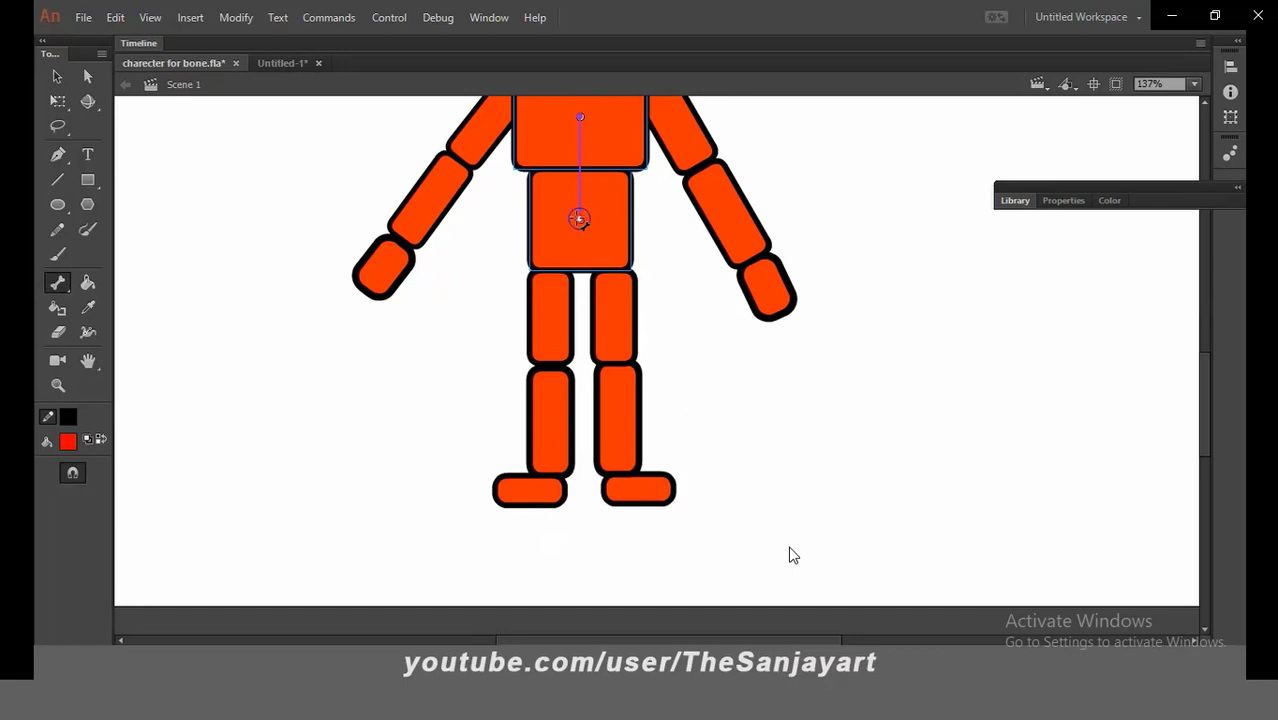 An File Edit View Insert Modify Text Commands Control Debug Window Help Untitled Workspace
To... Timeline
charecter for bone.fla* × Untitled-1* ×
Scene 1 137%
Library Properties Color
T
Activate Windows
Go to Settings to activate Windows.
youtube.com/user/TheSanjayart